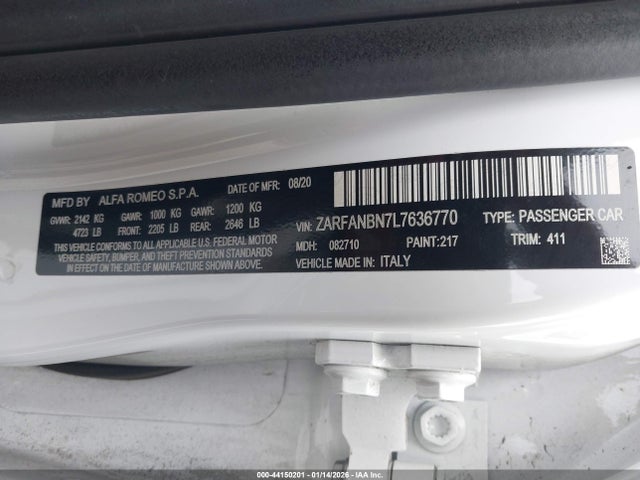 MFD BY ALFA ROMEO S.P.A. DATE OF MFR: 08/20
GVWR: 2142 KG GAWR: 1000 KG GAWR: 1200 KG
4723 LB FRONT: 2205 LB REAR: 2646 LB
THIS VEHICLE CONFORMS TO ALL APPLICABLE U.S. FEDERAL MOTOR
VEHICLE SAFETY, BUMPER, AND THEFT PREVENTION STANDARDS
IN EFFECT ON THE DATE OF MANUFACTURE SHOWN ABOVE.
VIN: ZARFANBN7L7636770 TYPE: PASSENGER CAR
MDH: 082710 PAINT: 217 TRIM: 411
VEHICLE MADE IN: ITALY
000-44150201 - 01/14/2026 - IAAI.COM